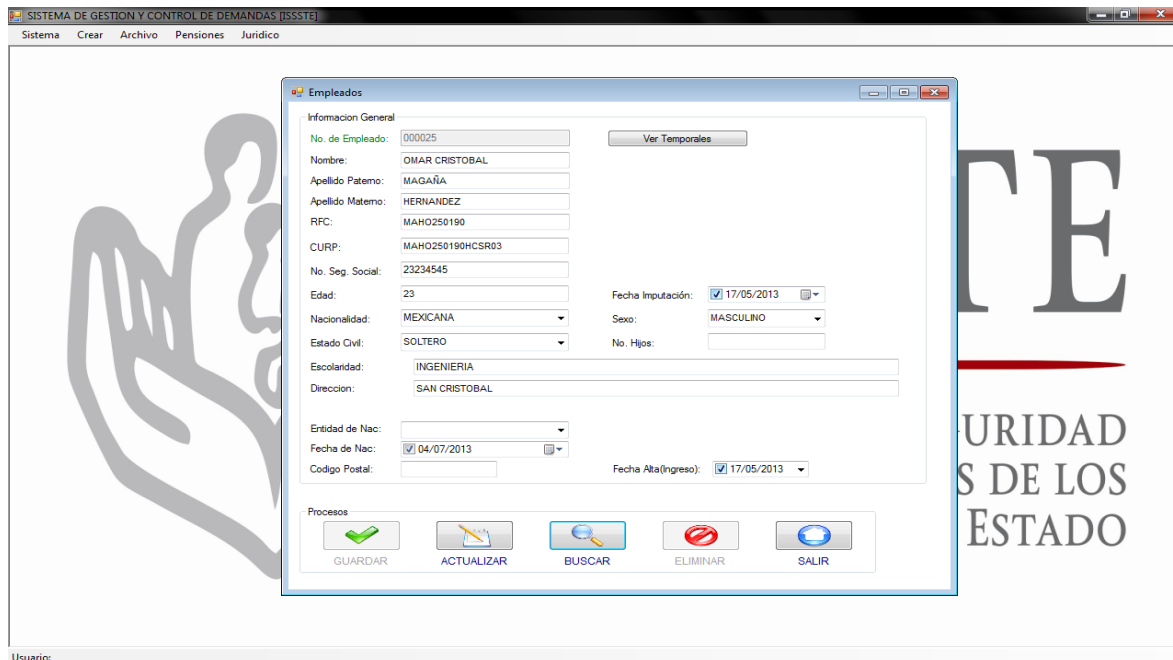 SISTEMA DE GESTION Y CONTROL DE DEMANDAS [ISSSTE]
Sistema Crear Archivo Pensiones Juridico
Empleados
Informacion General
No. de Empleado: 000025 Ver Temporales
Nombre: OMAR CRISTOBAL
Apellido Paterno: MAGAÑA
Apellido Materno: HERNANDEZ
RFC: MAHO250190
CURP: MAHO250190HCSR03
No. Seg. Social: 23234545
Edad: 23 Fecha Imputación: 17/05/2013
Nacionalidad: MEXICANA Sexo: MASCULINO
Estado Civil: SOLTERO No. Hijos:
Escolaridad: INGENIERIA
Direccion: SAN CRISTOBAL
Entidad de Nac:
Fecha de Nac: 04/07/2013
Codigo Postal: Fecha Alta(Ingreso): 17/05/2013
Procesos
GUARDAR ACTUALIZAR BUSCAR ELIMINAR SALIR
TE
URIDAD
S DE LOS
ESTADO
Usuario: